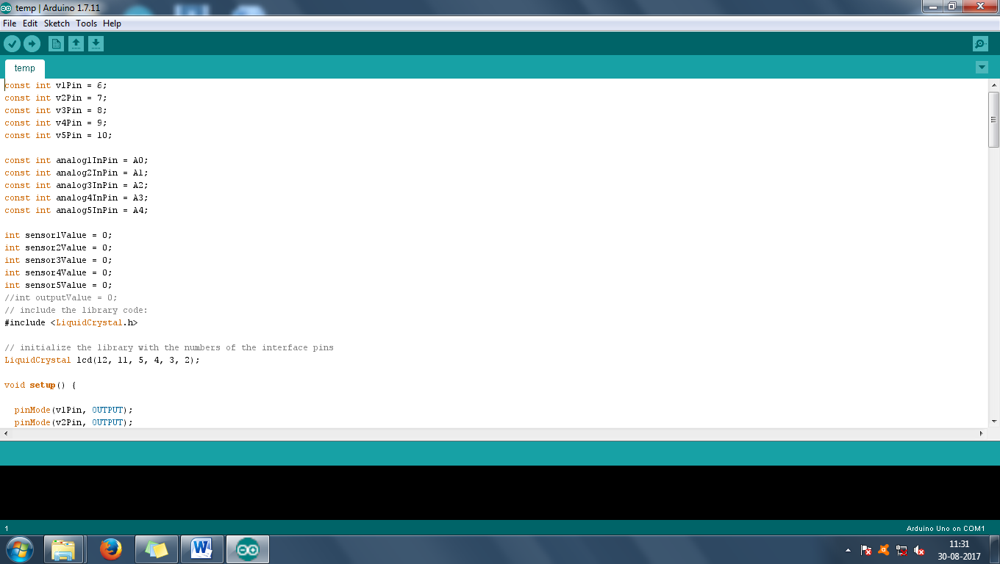 temp | Arduino 1.7.11
File Edit Sketch Tools Help
temp
const int v1Pin = 6;
const int v2Pin = 7;
const int v3Pin = 8;
const int v4Pin = 9;
const int v5Pin = 10;
const int analog1InPin = A0;
const int analog2InPin = A1;
const int analog3InPin = A2;
const int analog4InPin = A3;
const int analog5InPin = A4;
int sensor1Value = 0;
int sensor2Value = 0;
int sensor3Value = 0;
int sensor4Value = 0;
int sensor5Value = 0;
//int outputValue = 0;
// include the library code:
#include <LiquidCrystal.h>
// initialize the library with the numbers of the interface pins
LiquidCrystal lcd(12, 11, 5, 4, 3, 2);
void setup() {
pinMode(v1Pin, OUTPUT);
pinMode(v2Pin, OUTPUT);
1
Arduino Uno on COM1
W
11:31
30-08-2017